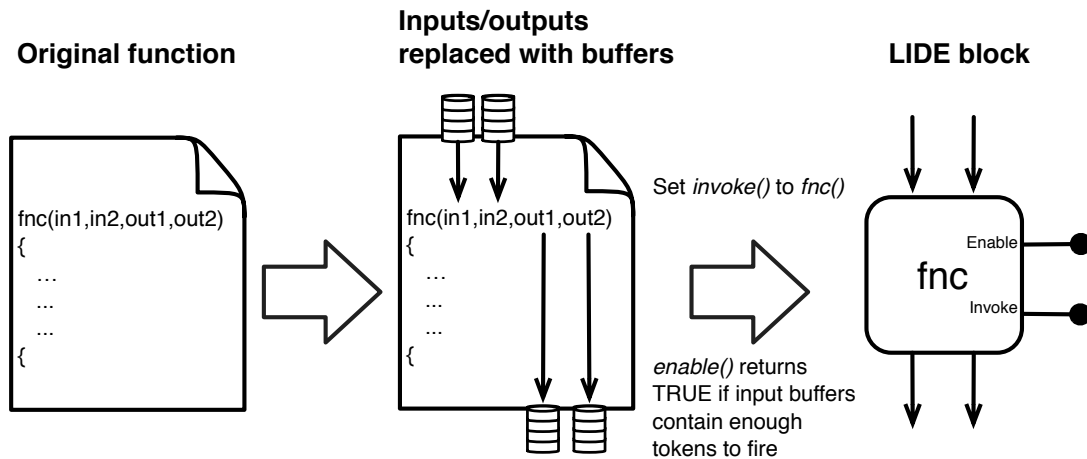 Original function
fnc(in1,in2,out1,out2)
{
...
...
...
{
Inputs/outputs
replaced with buffers
fnc(in1,in2,out1,out2)
{
...
...
...
{
Set invoke() to fnc()
enable() returns
TRUE if input buffers
contain enough
tokens to fire
LIDE block
Enable
fnc
Invoke